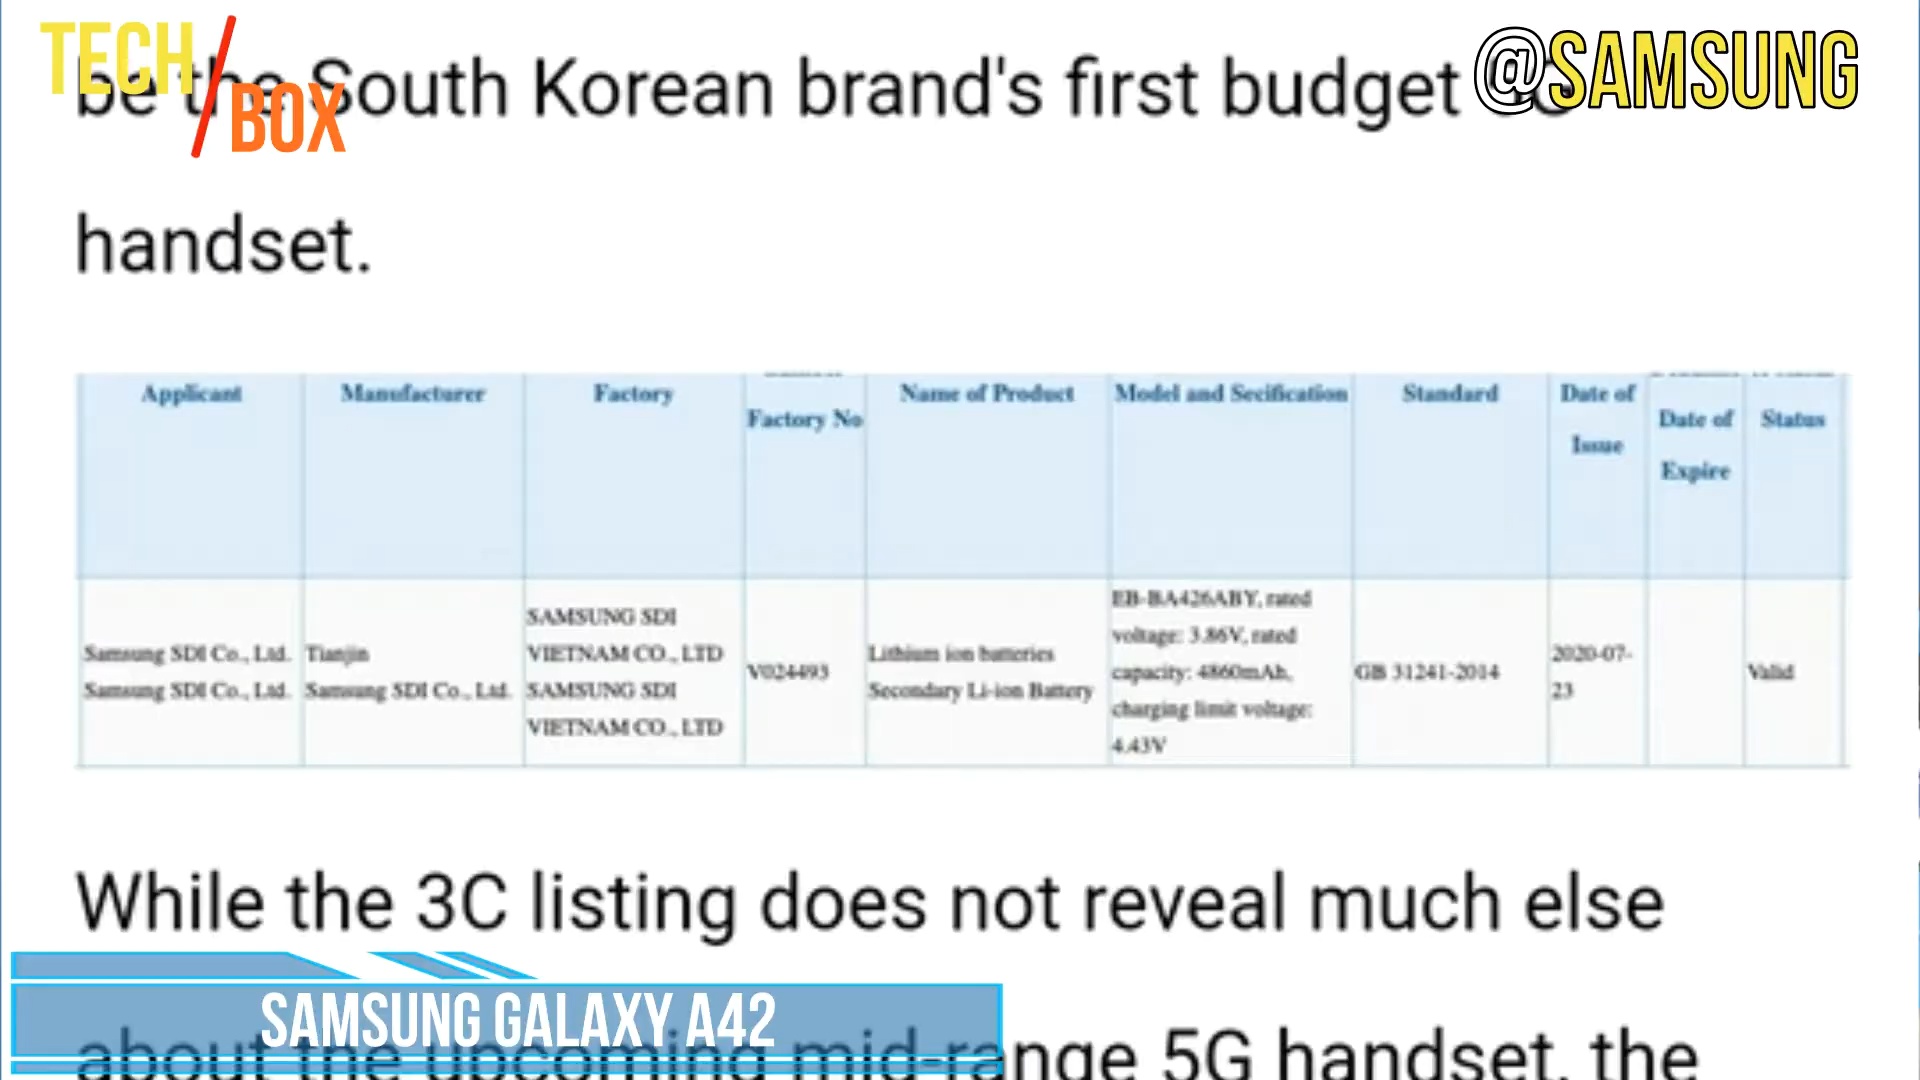 TECH
BOX
@SAMSUNG
be the South Korean brand's first budget
handset.
Applicant
Manufacturer
Factory
Factory No
Name of Product
Model and Secification
Standard
Date of
Issue
Date of
Expire
Status
Samsung SDI Co., Ltd.
Samsung SDI Co., Ltd.
Tianjin
Samsung SDI Co., Ltd.
SAMSUNG SDI
VIETNAM CO., LTD
SAMSUNG SDI
VIETNAM CO., LTD
V024493
Lithium ion batteries
Secondary Li-ion Battery
EB-BA426ABY, rated
voltage: 3.86V, rated
capacity: 4860mAh,
charging limit voltage:
4.43V
GB 31241-2014
2020-07-
23
Valid
While the 3C listing does not reveal much else
SAMSUNG GALAXY A42
about the upcoming mid-range 5G handset, the